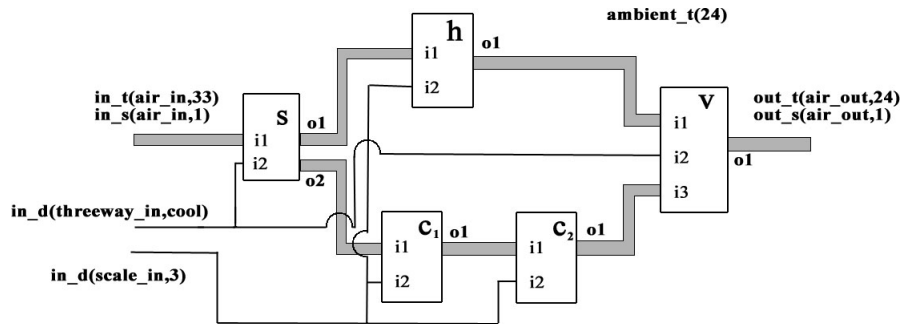 ambient_t(24)
h
o1
i1
i2
in_t(air_in,33)
in_s(air_in,1)
S
o1
i1
i2
o2
V
out_t(air_out,24)
out_s(air_out,1)
i1
i2
o1
i3
in_d(threeway_in,cool)
C1
o1
i1
i2
C2
o1
i1
i2
in_d(scale_in,3)